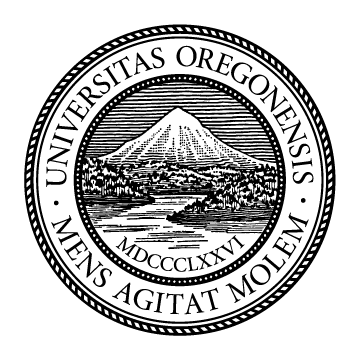 UNIVERSITAS OREGONENSIS
MENS AGITAT MOLEM
MDCCCLXXVI